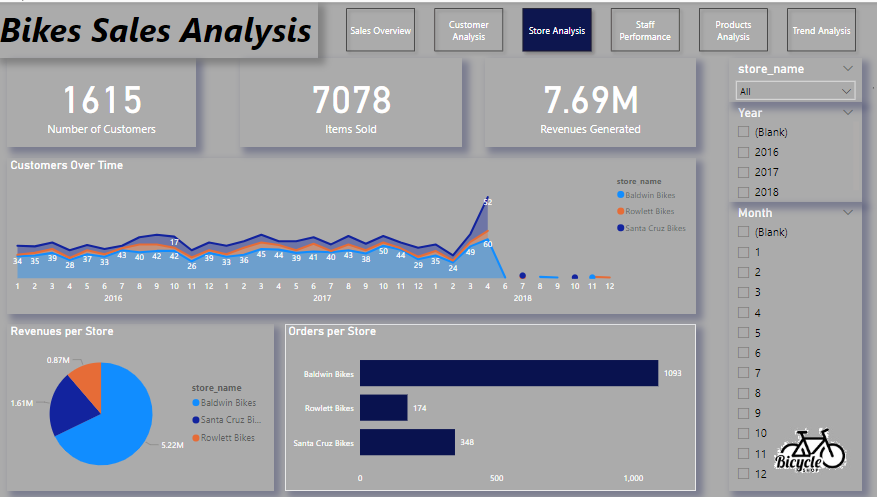 Bikes Sales Analysis
Sales Overview
Customer
Analysis
Store Analysis
Staff
Performance
Products
Analysis
Trend Analysis
1615
Number of Customers
7078
Items Sold
7.69M
Revenues Generated
store_name
All
Year
(Blank)
2016
2017
2018
Month
(Blank)
1
2
3
4
5
6
7
8
9
10
11
12
Bicycle
SHOP
Customers Over Time
store_name
Baldwin Bikes
Rowlett Bikes
Santa Cruz Bikes
52
17
60
34 35 39 28 37 33 43 40 42 42 26 39 33 36 45 44 39 41 40 43 38 50 44 29 35 24 49
1 2 3 4 5 6 7 8 9 10 11 12 1 2 3 4 5 6 7 8 9 10 11 12 1 2 3 4 6 7 8 9 10 11 12
2016 2017 2018
Revenues per Store
0.87M
1.61M
5.22M
store_name
Baldwin Bikes
Santa Cruz Bi...
Rowlett Bikes
Orders per Store
Baldwin Bikes 1093
Rowlett Bikes 174
Santa Cruz Bikes 348
0 500 1,000